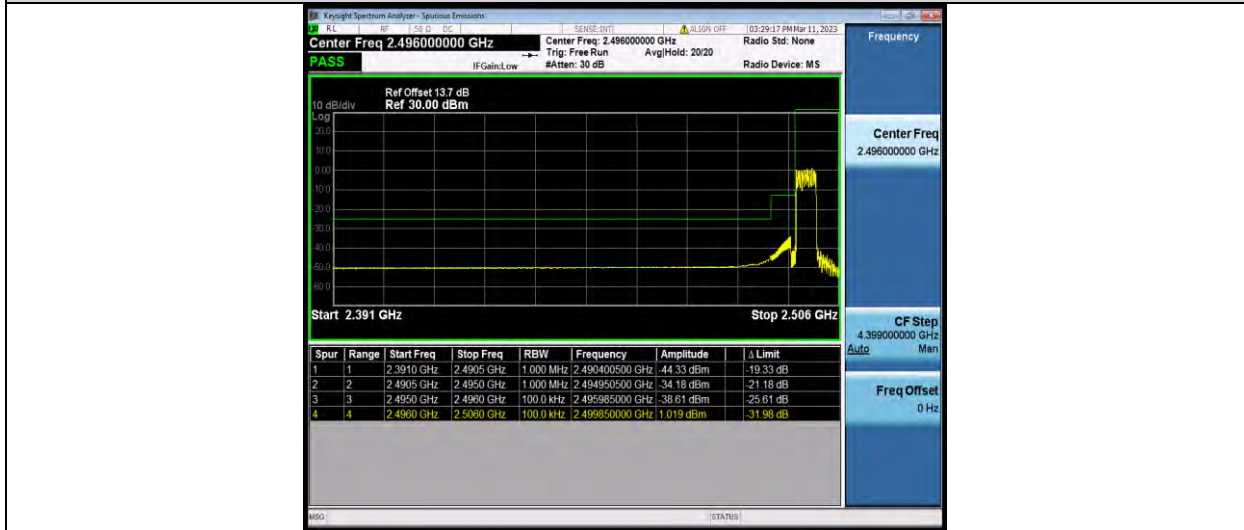 Keysight Spectrum Analyzer - Spurious Emissions
RL RF 50 Ω DC SENSE:INT ALIGN OFF 03:29:17 PM Mar 11, 2023
Center Freq 2.496000000 GHz Center Freq: 2.496000000 GHz Radio Std: None Frequency
Trig: Free Run Avg|Hold: 20/20
PASS IFGain:Low #Atten: 30 dB Radio Device: MS
Ref Offset 13.7 dB
10 dB/div Ref 30.00 dBm
Log
20.0
10.0
0.00
-10.0
-20.0
-30.0
-40.0
-50.0
-60.0
Start 2.391 GHz Stop 2.506 GHz
Center Freq
2.496000000 GHz
CF Step
4.399000000 GHz
Auto Man
Freq Offset
0 Hz
Spur Range Start Freq Stop Freq RBW Frequency Amplitude Δ Limit
1 1 2.3910 GHz 2.4905 GHz 1.000 MHz 2.490400500 GHz -44.33 dBm -19.33 dB
2 2 2.4905 GHz 2.4950 GHz 1.000 MHz 2.494950500 GHz -34.18 dBm -21.18 dB
3 3 2.4950 GHz 2.4960 GHz 100.0 kHz 2.495985000 GHz -38.61 dBm -25.61 dB
4 4 2.4960 GHz 2.5060 GHz 100.0 kHz 2.499850000 GHz 1.019 dBm -31.98 dB
MSG STATUS